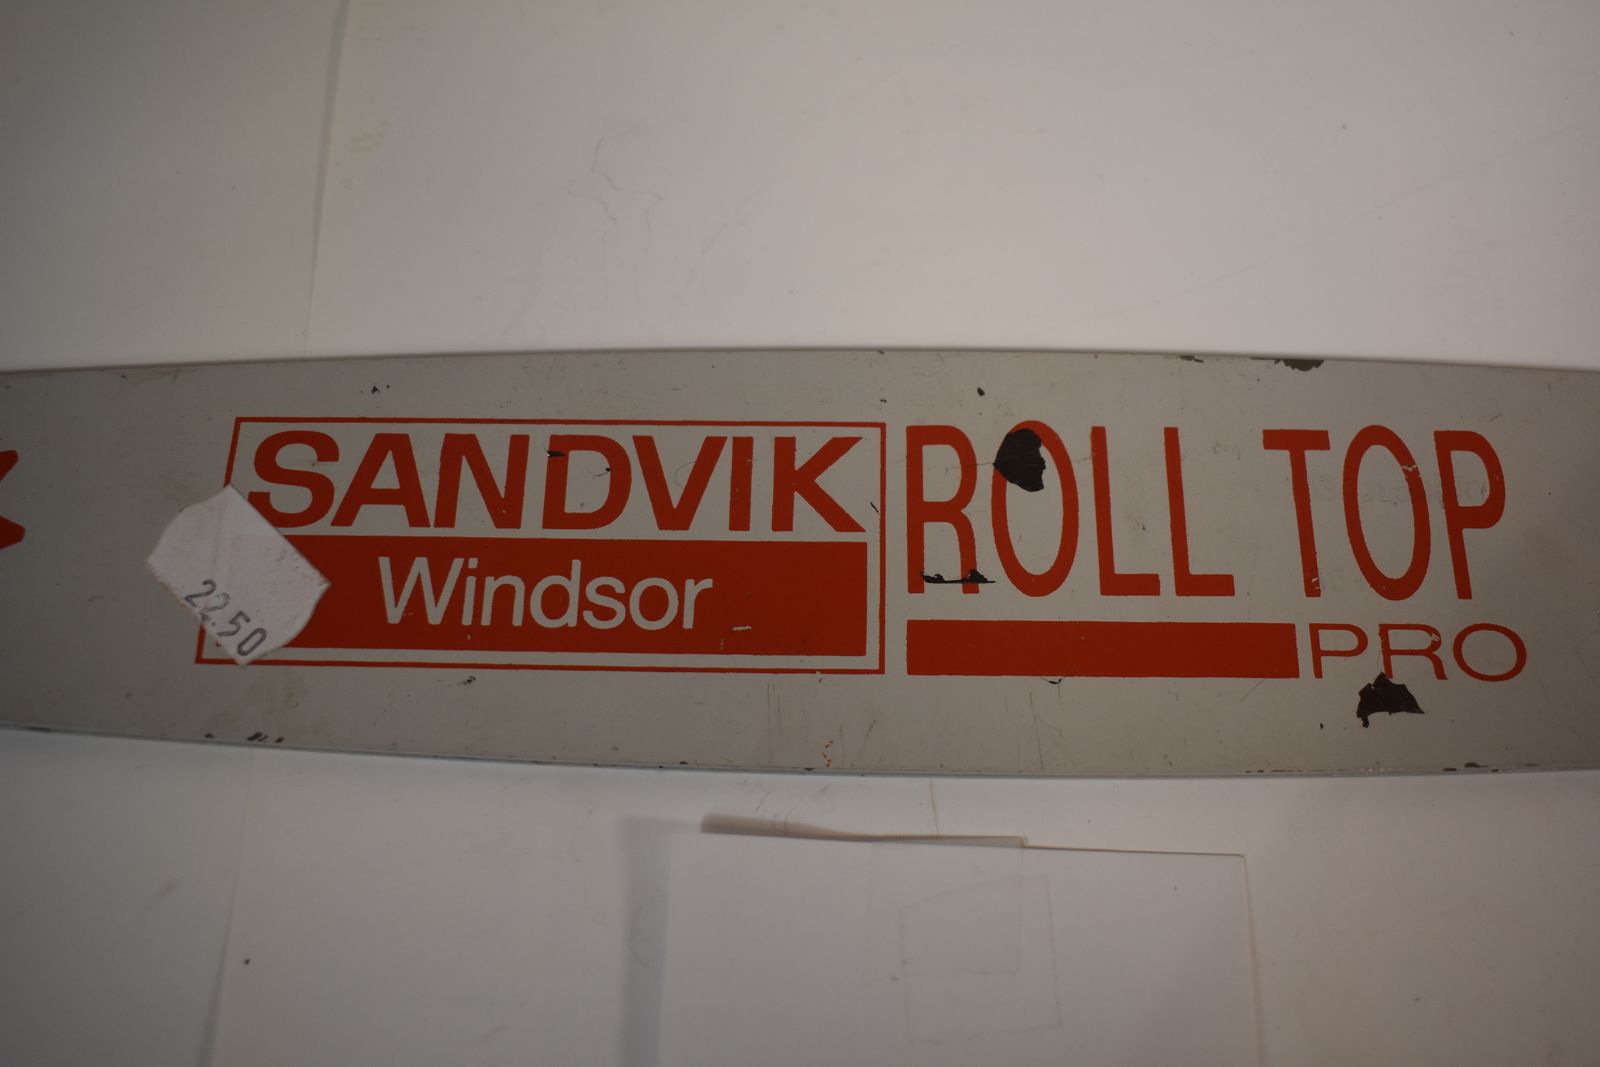 SANDVIK
Windsor
ROLL TOP
PRO
22.50